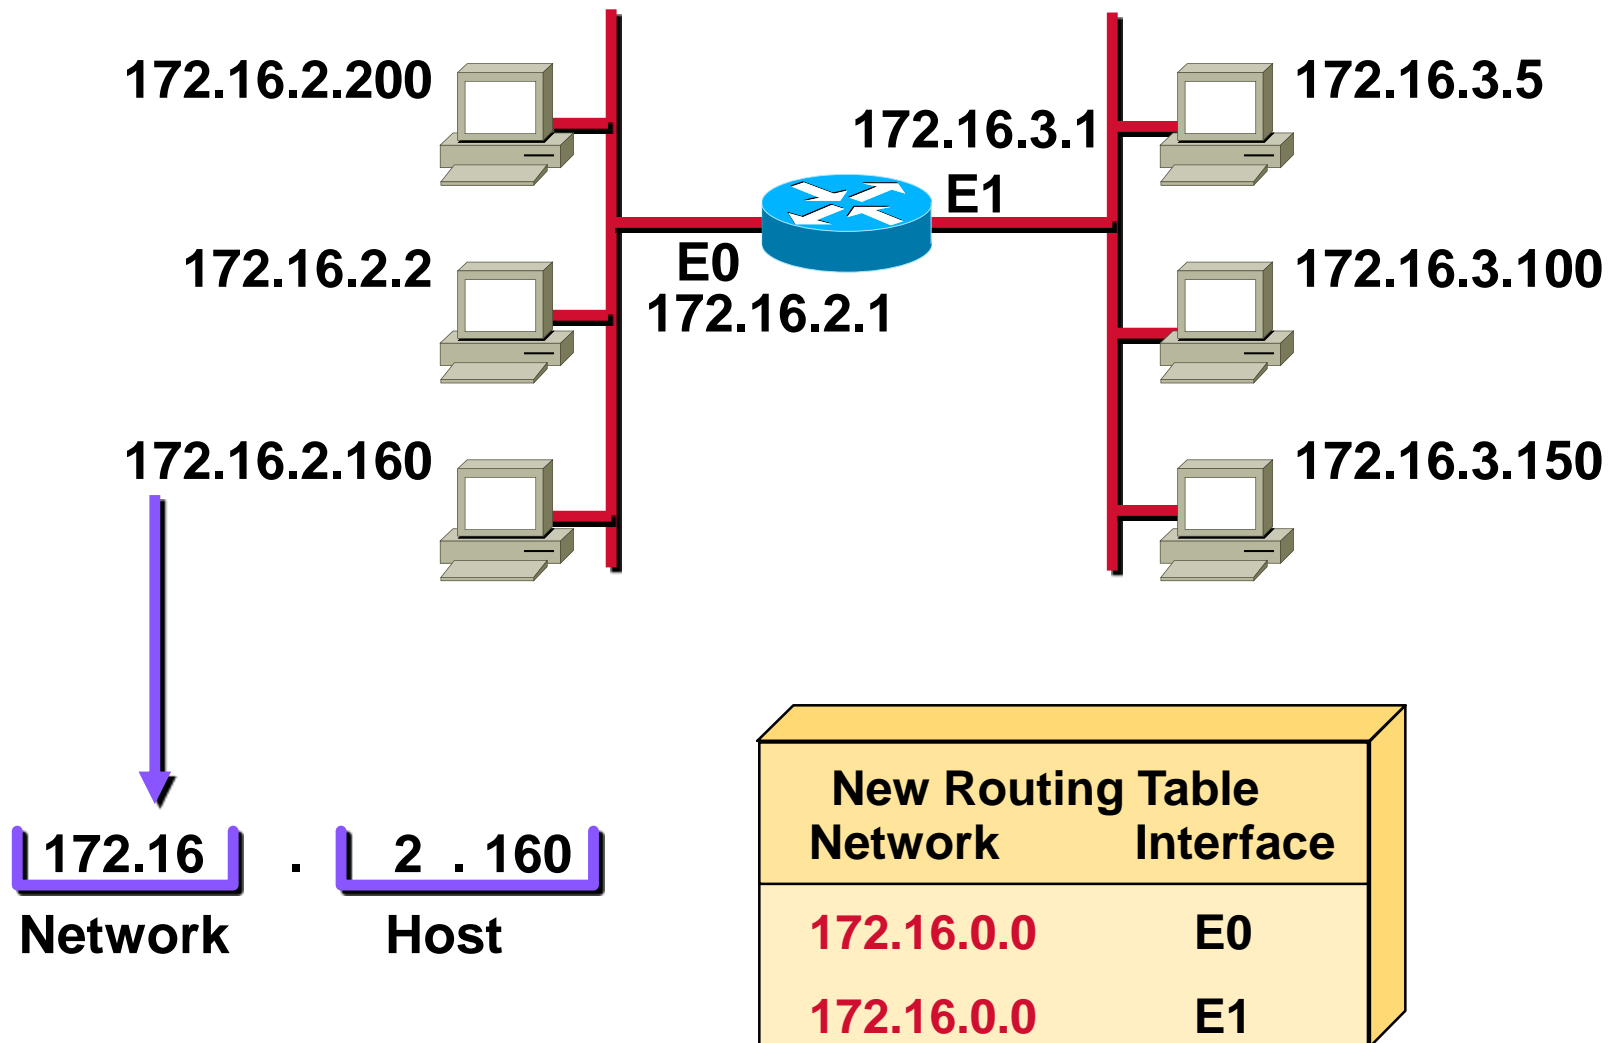 172.16.2.200
172.16.3.5
172.16.3.1
E1
172.16.2.2
E0
172.16.2.1
172.16.3.100
172.16.2.160
172.16.3.150
172.16 . 2 . 160
Network Host
New Routing Table
Network Interface
172.16.0.0 E0
172.16.0.0 E1